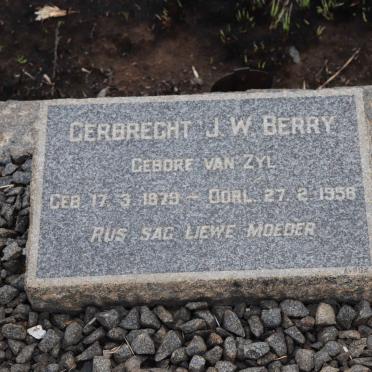 GERBRECHT J. W. BERRY
GEBORE VAN ZYL
GEB. 17. 3. 1879 – OORL. 27. 2. 1958
RUS SAG LIEWE MOEDER